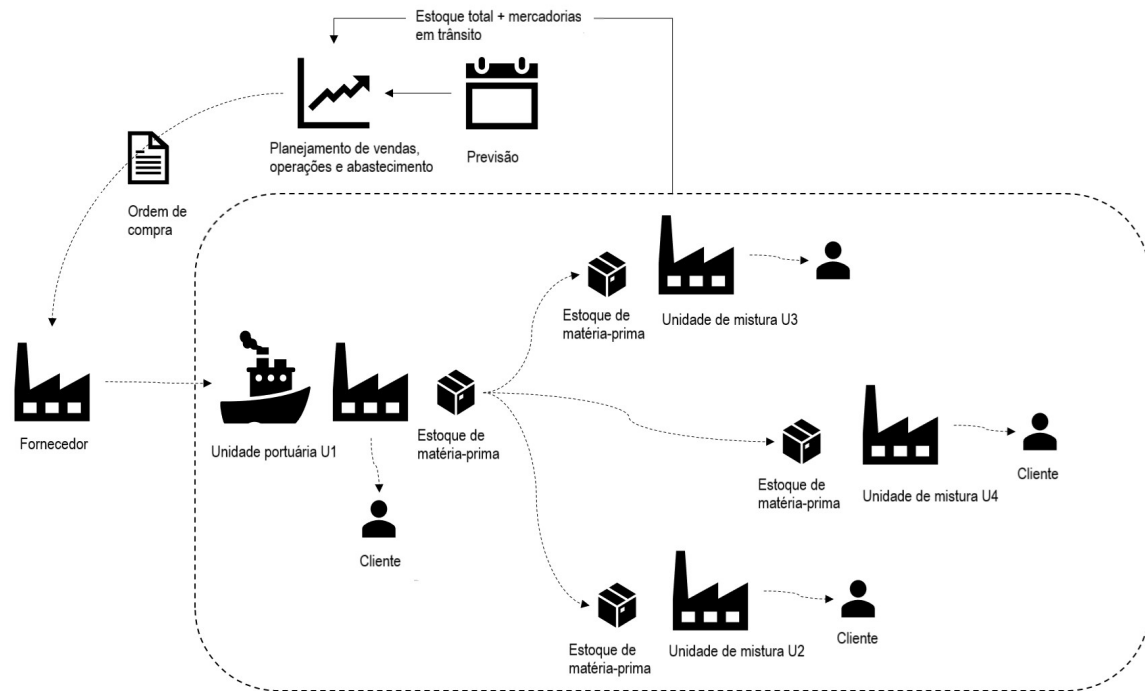 Estoque total + mercadorias
em trânsito
Planejamento de vendas,
operações e abastecimento
Previsão
Ordem de
compra
Estoque de
matéria-prima
Unidade de mistura U3
Fornecedor
Unidade portuária U1
Estoque de
matéria-prima
Estoque de
matéria-prima
Unidade de mistura U4
Cliente
Cliente
Estoque de
matéria-prima
Unidade de mistura U2
Cliente